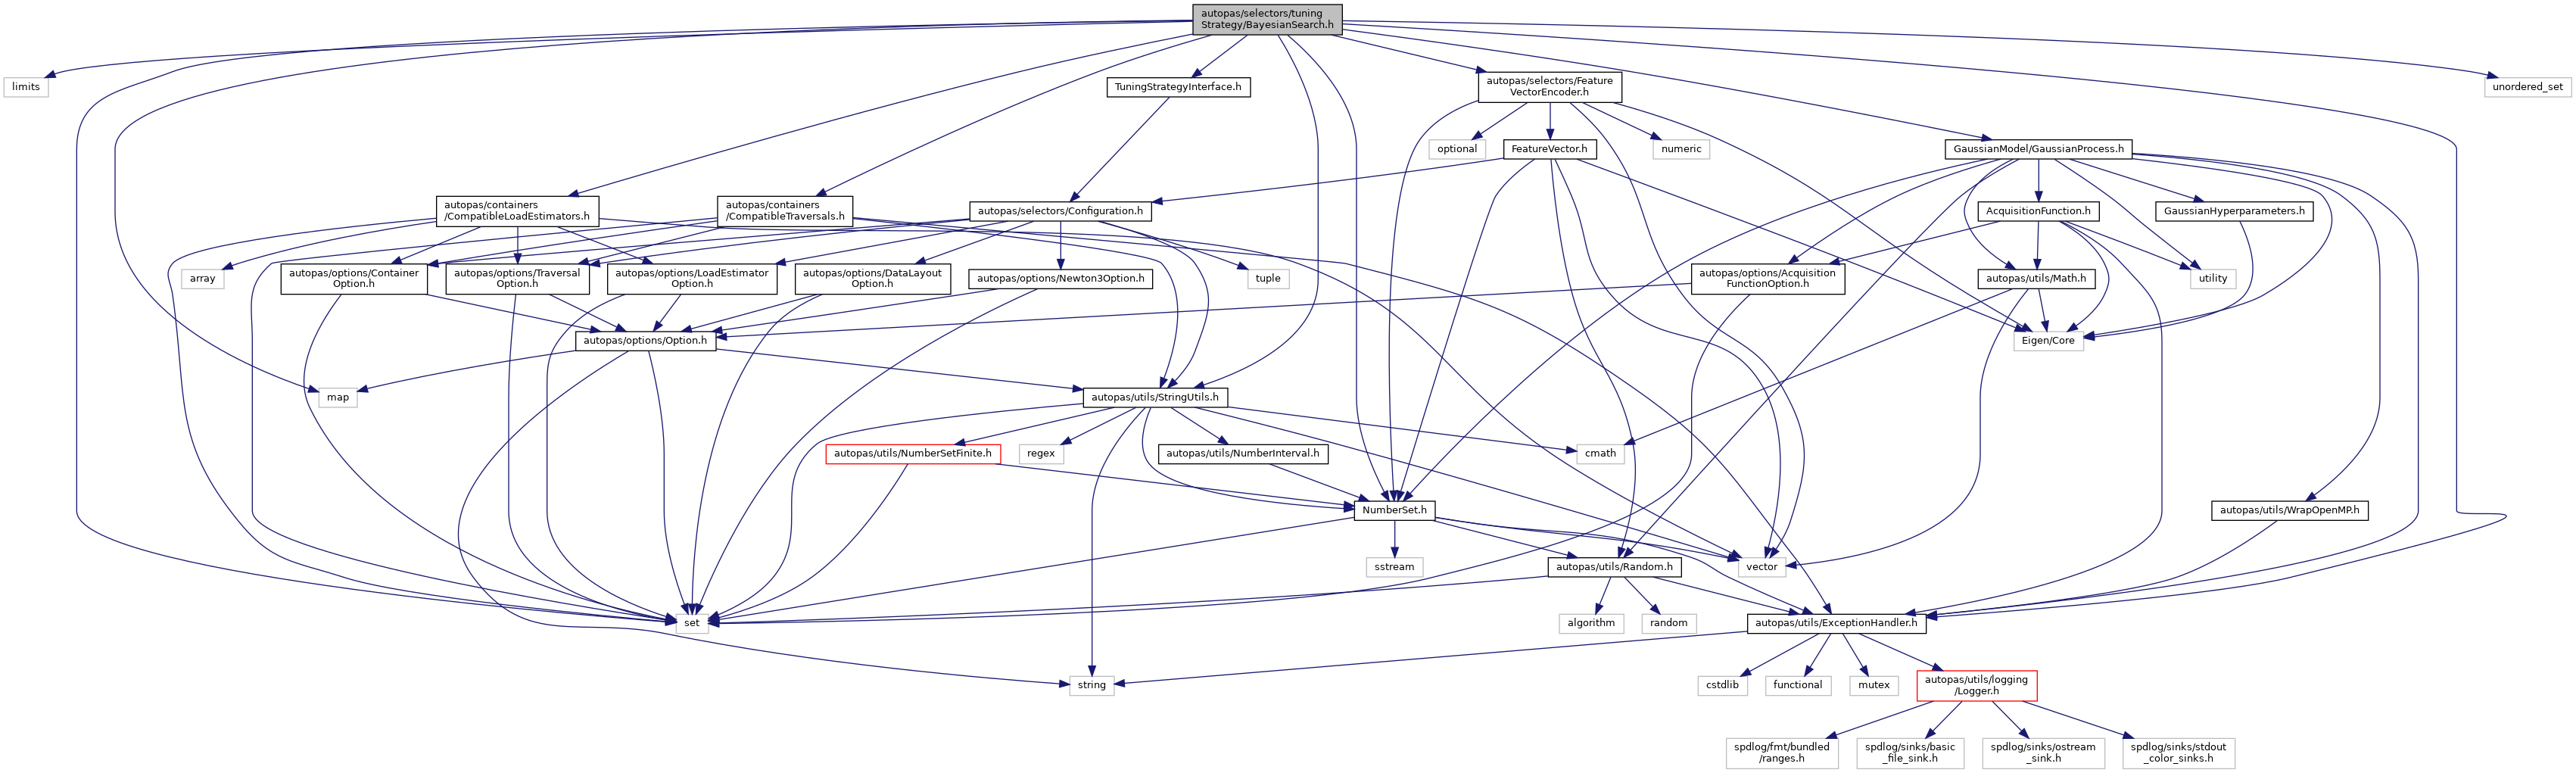 autopas/selectors/tuning
Strategy/BayesianSearch.h
limits
TuningStrategyInterface.h
autopas/selectors/Feature
VectorEncoder.h
unordered_set
optional
FeatureVector.h
numeric
GaussianModel/GaussianProcess.h
autopas/containers
/CompatibleLoadEstimators.h
autopas/containers
/CompatibleTraversals.h
autopas/selectors/Configuration.h
AcquisitionFunction.h
GaussianHyperparameters.h
array
autopas/options/Container
Option.h
autopas/options/Traversal
Option.h
autopas/options/LoadEstimator
Option.h
autopas/options/DataLayout
Option.h
autopas/options/Newton3Option.h
tuple
autopas/options/Acquisition
FunctionOption.h
autopas/utils/Math.h
utility
autopas/options/Option.h
Eigen/Core
map
autopas/utils/StringUtils.h
autopas/utils/NumberSetFinite.h
regex
autopas/utils/NumberInterval.h
cmath
NumberSet.h
autopas/utils/WrapOpenMP.h
sstream
autopas/utils/Random.h
vector
set
algorithm
random
autopas/utils/ExceptionHandler.h
string
cstdlib
functional
mutex
autopas/utils/logging
/Logger.h
spdlog/fmt/bundled
/ranges.h
spdlog/sinks/basic
_file_sink.h
spdlog/sinks/ostream
_sink.h
spdlog/sinks/stdout
_color_sinks.h